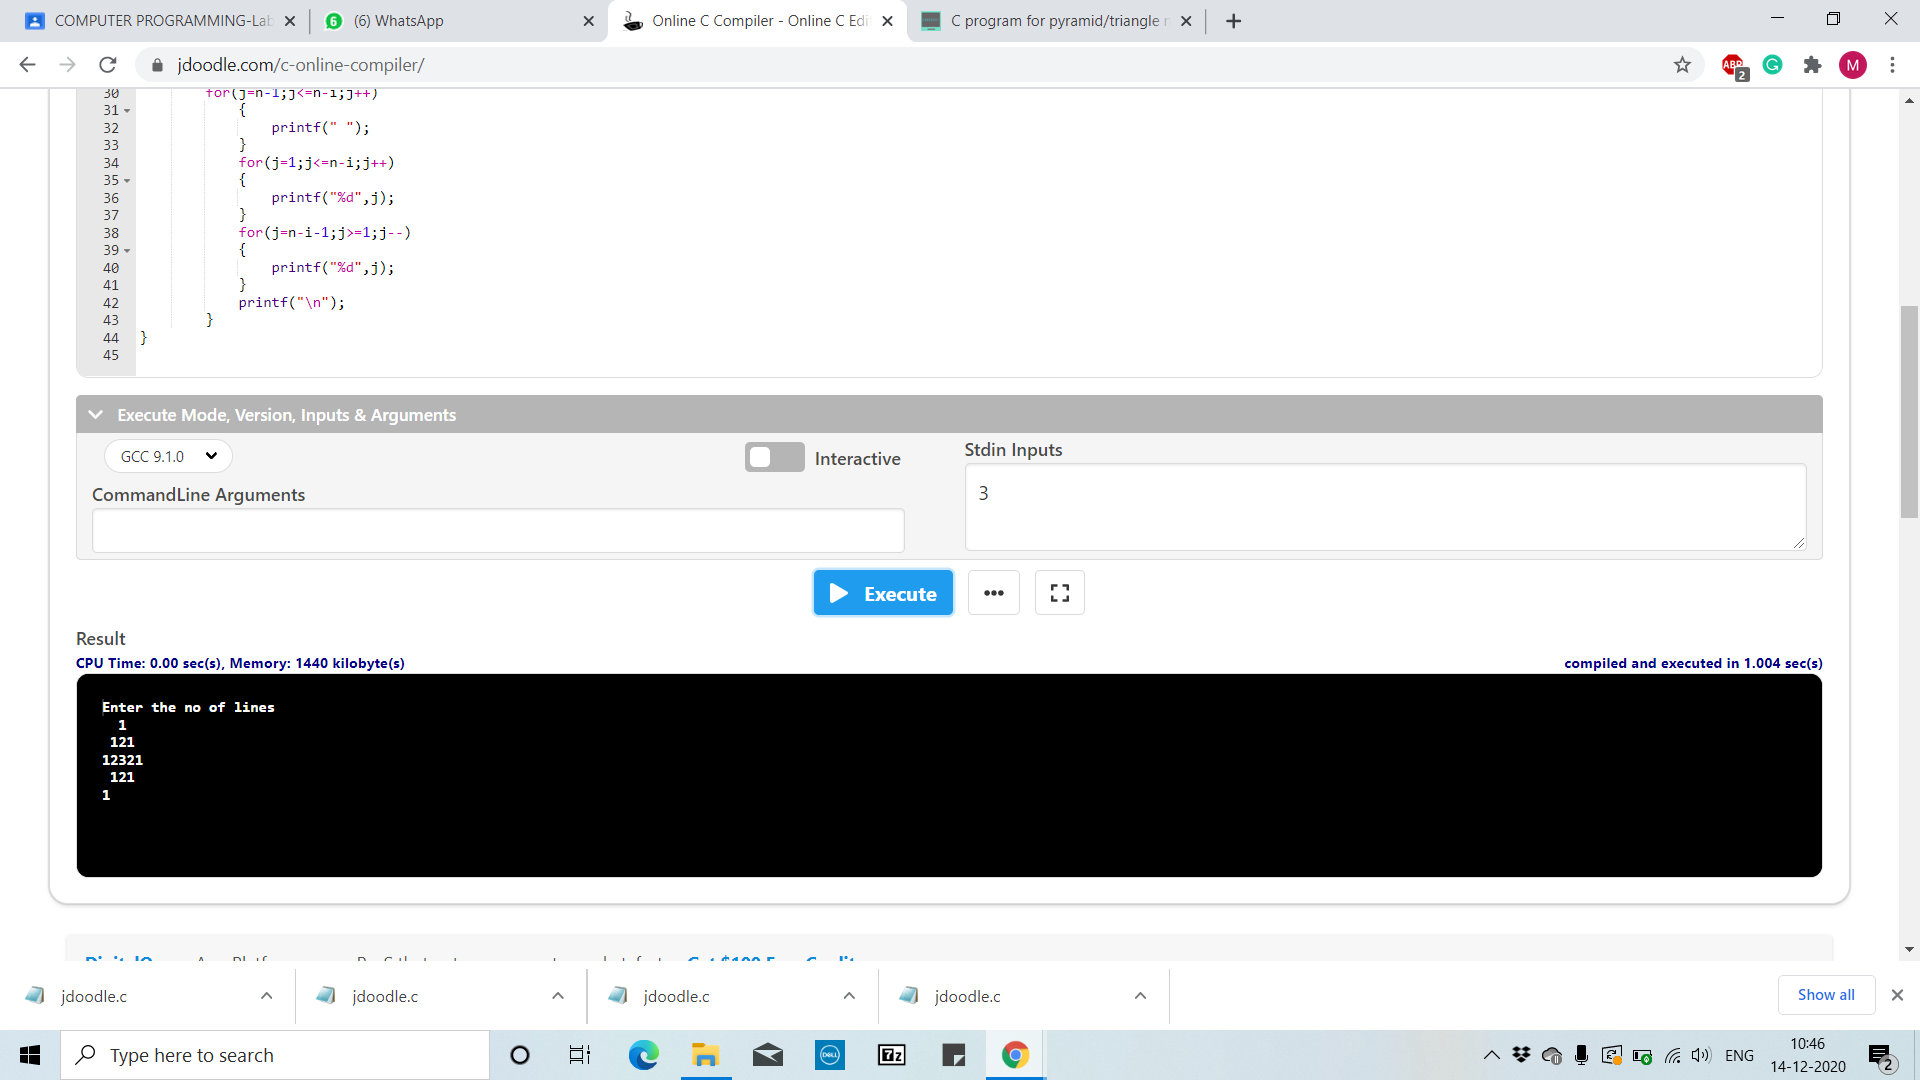 COMPUTER PROGRAMMING-Lab
(6) WhatsApp
Online C Compiler - Online C Edi
C program for pyramid/triangle
jdoodle.com/c-online-compiler/
ABP
2
G
M
30 for(j=n-1;j<=n-i;j++)
31 {
32 printf(" ");
33 }
34 for(j=1;j<=n-i;j++)
35 {
36 printf("%d",j);
37 }
38 for(j=n-i-1;j>=1;j--)
39 {
40 printf("%d",j);
41 }
42 printf("\n");
43 }
44 }
45
Execute Mode, Version, Inputs & Arguments
GCC 9.1.0
Interactive
Stdin Inputs
3
CommandLine Arguments
Execute
Result
CPU Time: 0.00 sec(s), Memory: 1440 kilobyte(s)
compiled and executed in 1.004 sec(s)
Enter the no of lines
  1
 121
12321
 121
1
jdoodle.c
jdoodle.c
jdoodle.c
jdoodle.c
Show all
Type here to search
DELL
7z
ENG
10:46
14-12-2020
2